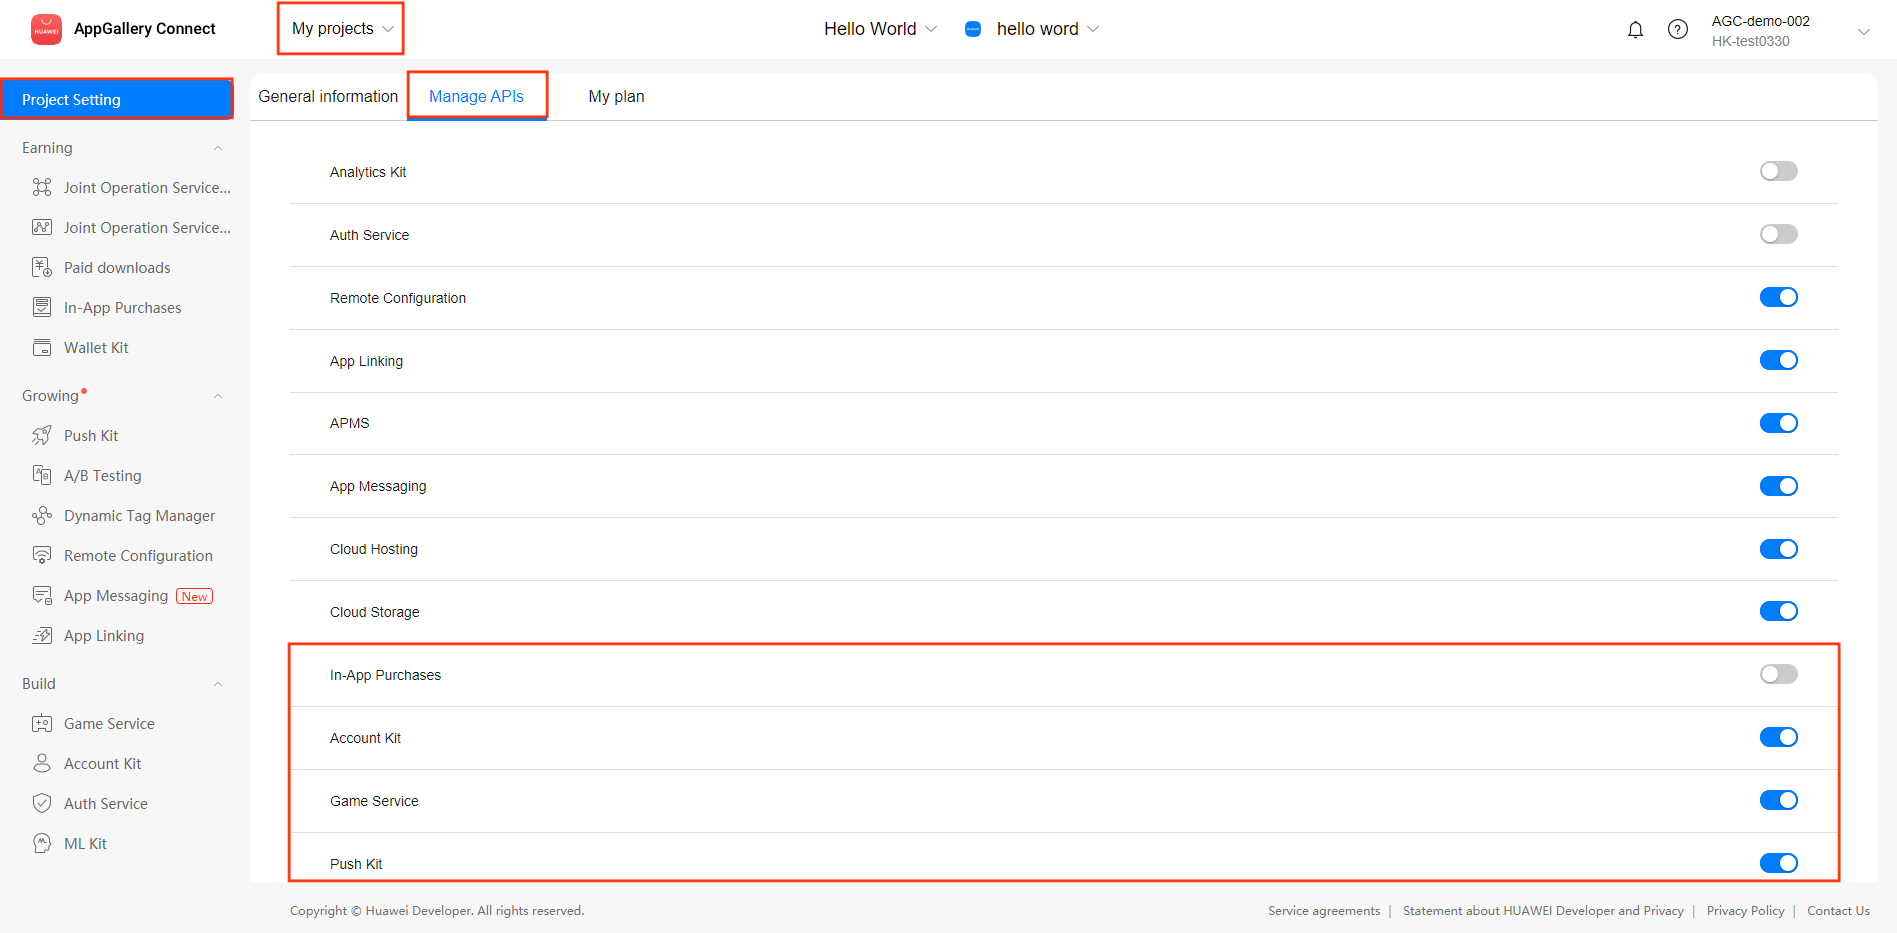 HUAWEI
AppGallery Connect
My projects
Hello World
hello word
AGC-demo-002
HK-test0330
Project Setting
Earning
Joint Operation Service...
Joint Operation Service...
Paid downloads
In-App Purchases
Wallet Kit
Growing
Push Kit
A/B Testing
Dynamic Tag Manager
Remote Configuration
App Messaging New
App Linking
Build
Game Service
Account Kit
Auth Service
ML Kit
General information
Manage APIs
My plan
Analytics Kit
Auth Service
Remote Configuration
App Linking
APMS
App Messaging
Cloud Hosting
Cloud Storage
In-App Purchases
Account Kit
Game Service
Push Kit
Copyright © Huawei Developer. All rights reserved.
Service agreements | Statement about HUAWEI Developer and Privacy | Privacy Policy | Contact Us